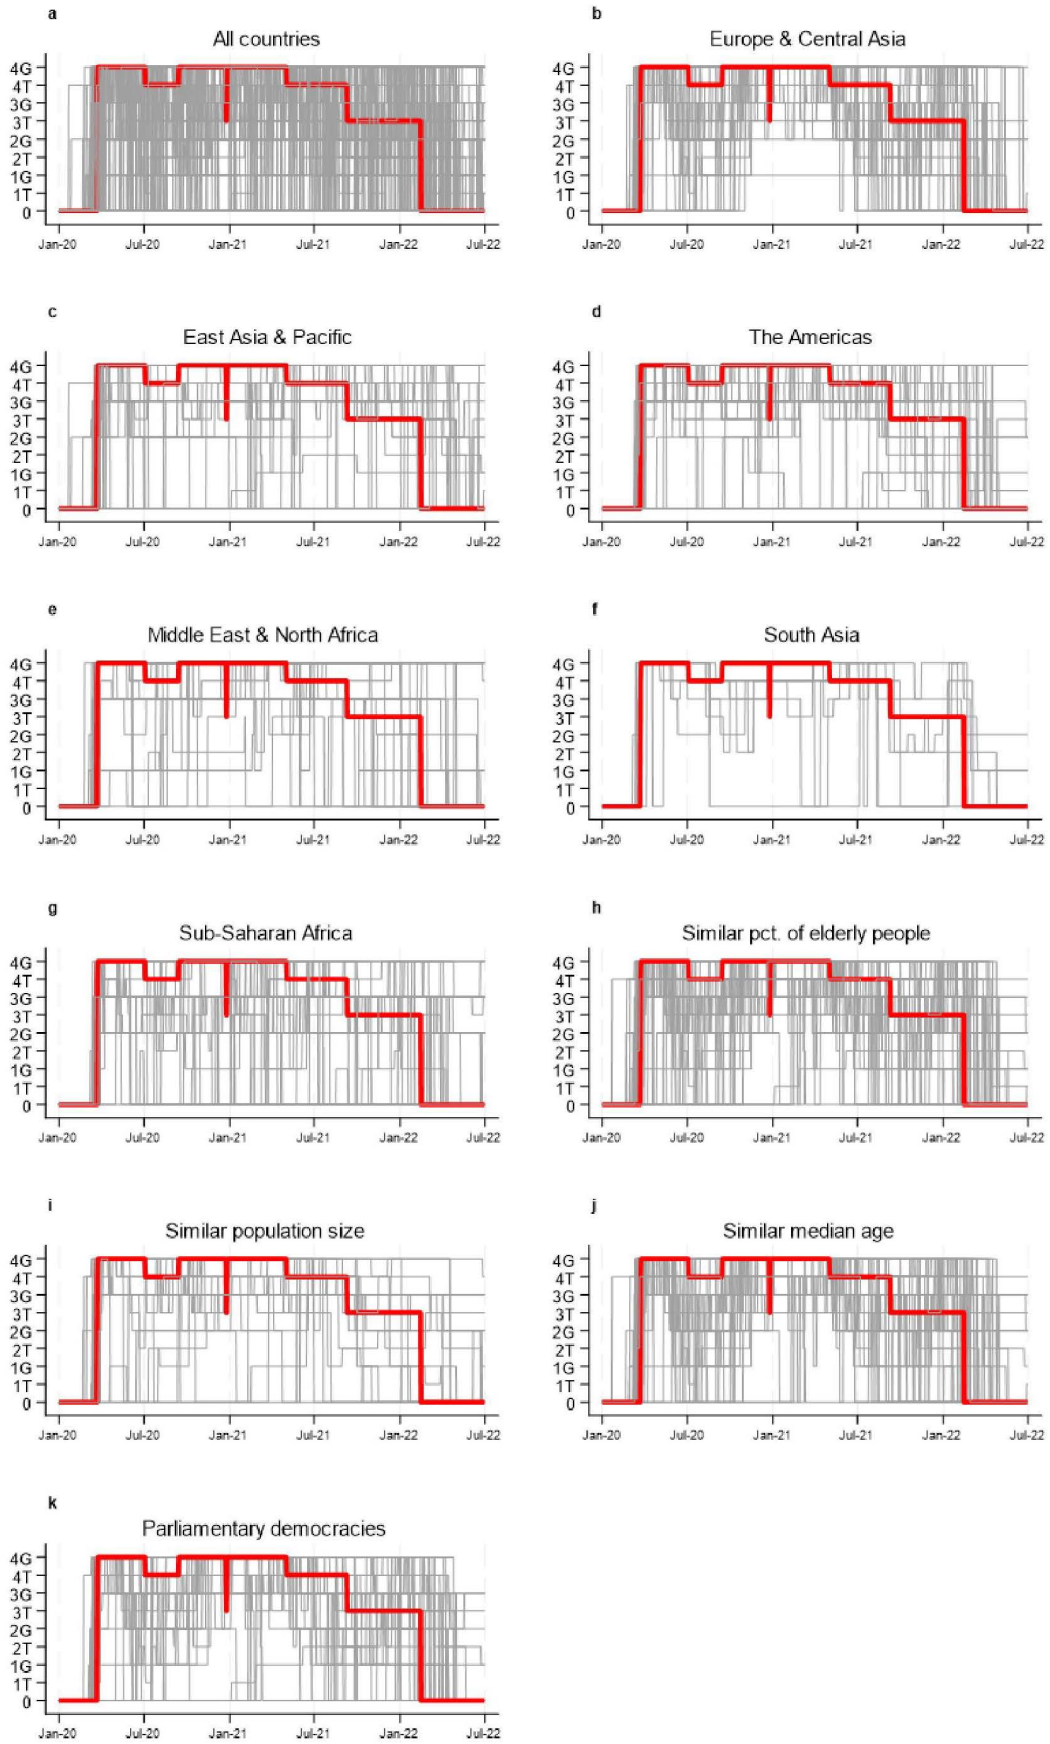 a
All countries
4G
4T
3G
3T
2G
2T
1G
1T
0
Jan-20 Jul-20 Jan-21 Jul-21 Jan-22 Jul-22
b
Europe & Central Asia
4G
4T
3G
3T
2G
2T
1G
1T
0
Jan-20 Jul-20 Jan-21 Jul-21 Jan-22 Jul-22
c
East Asia & Pacific
4G
4T
3G
3T
2G
2T
1G
1T
0
Jan-20 Jul-20 Jan-21 Jul-21 Jan-22 Jul-22
d
The Americas
4G
4T
3G
3T
2G
2T
1G
1T
0
Jan-20 Jul-20 Jan-21 Jul-21 Jan-22 Jul-22
e
Middle East & North Africa
4G
4T
3G
3T
2G
2T
1G
1T
0
Jan-20 Jul-20 Jan-21 Jul-21 Jan-22 Jul-22
f
South Asia
4G
4T
3G
3T
2G
2T
1G
1T
0
Jan-20 Jul-20 Jan-21 Jul-21 Jan-22 Jul-22
g
Sub-Saharan Africa
4G
4T
3G
3T
2G
2T
1G
1T
0
Jan-20 Jul-20 Jan-21 Jul-21 Jan-22 Jul-22
h
Similar pct. of elderly people
4G
4T
3G
3T
2G
2T
1G
1T
0
Jan-20 Jul-20 Jan-21 Jul-21 Jan-22 Jul-22
i
Similar population size
4G
4T
3G
3T
2G
2T
1G
1T
0
Jan-20 Jul-20 Jan-21 Jul-21 Jan-22 Jul-22
j
Similar median age
4G
4T
3G
3T
2G
2T
1G
1T
0
Jan-20 Jul-20 Jan-21 Jul-21 Jan-22 Jul-22
k
Parliamentary democracies
4G
4T
3G
3T
2G
2T
1G
1T
0
Jan-20 Jul-20 Jan-21 Jul-21 Jan-22 Jul-22